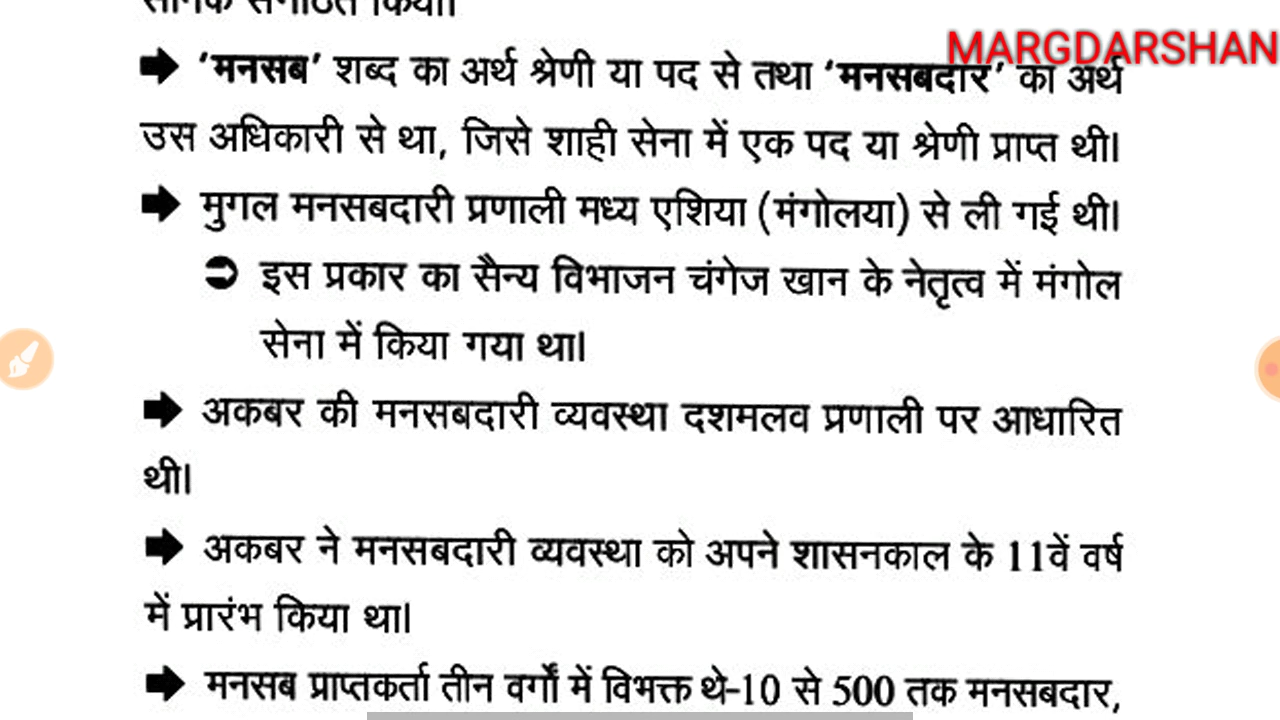 सैनिक संगठित किया।
MARGDARSHAN
➡ ‘मनसब’ शब्द का अर्थ श्रेणी या पद से तथा ‘मनसबदार’ का अर्थ
उस अधिकारी से था, जिसे शाही सेना में एक पद या श्रेणी प्राप्त थी।
➡ मुगल मनसबदारी प्रणाली मध्य एशिया (मंगोलया) से ली गई थी।
➲ इस प्रकार का सैन्य विभाजन चंगेज खान के नेतृत्व में मंगोल
सेना में किया गया था।
➡ अकबर की मनसबदारी व्यवस्था दशमलव प्रणाली पर आधारित
थी।
➡ अकबर ने मनसबदारी व्यवस्था को अपने शासनकाल के 11वें वर्ष
में प्रारंभ किया था।
➡ मनसब प्राप्तकर्ता तीन वर्गों में विभक्त थे-10 से 500 तक मनसबदार,